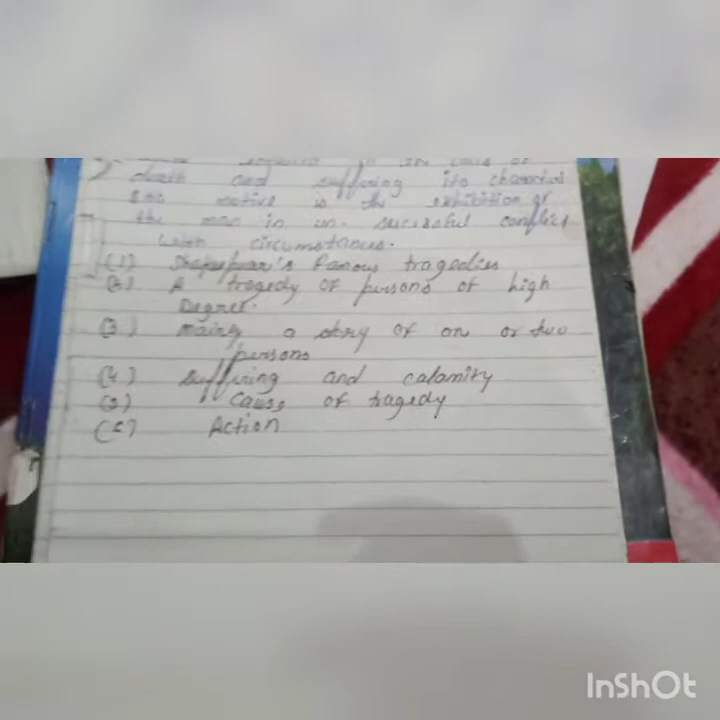 death and suffering its character
the motive is the exhibition of
the man in un-successful conflict
with circumstances.
(1) Shakespear's Famous tragedies
(2) A tragedy of persons of high
Degree.
(3) mainly a story of one or two
persons
(4) suffering and calamity
(5) Cause of tragedy
(6) Action
InShOt